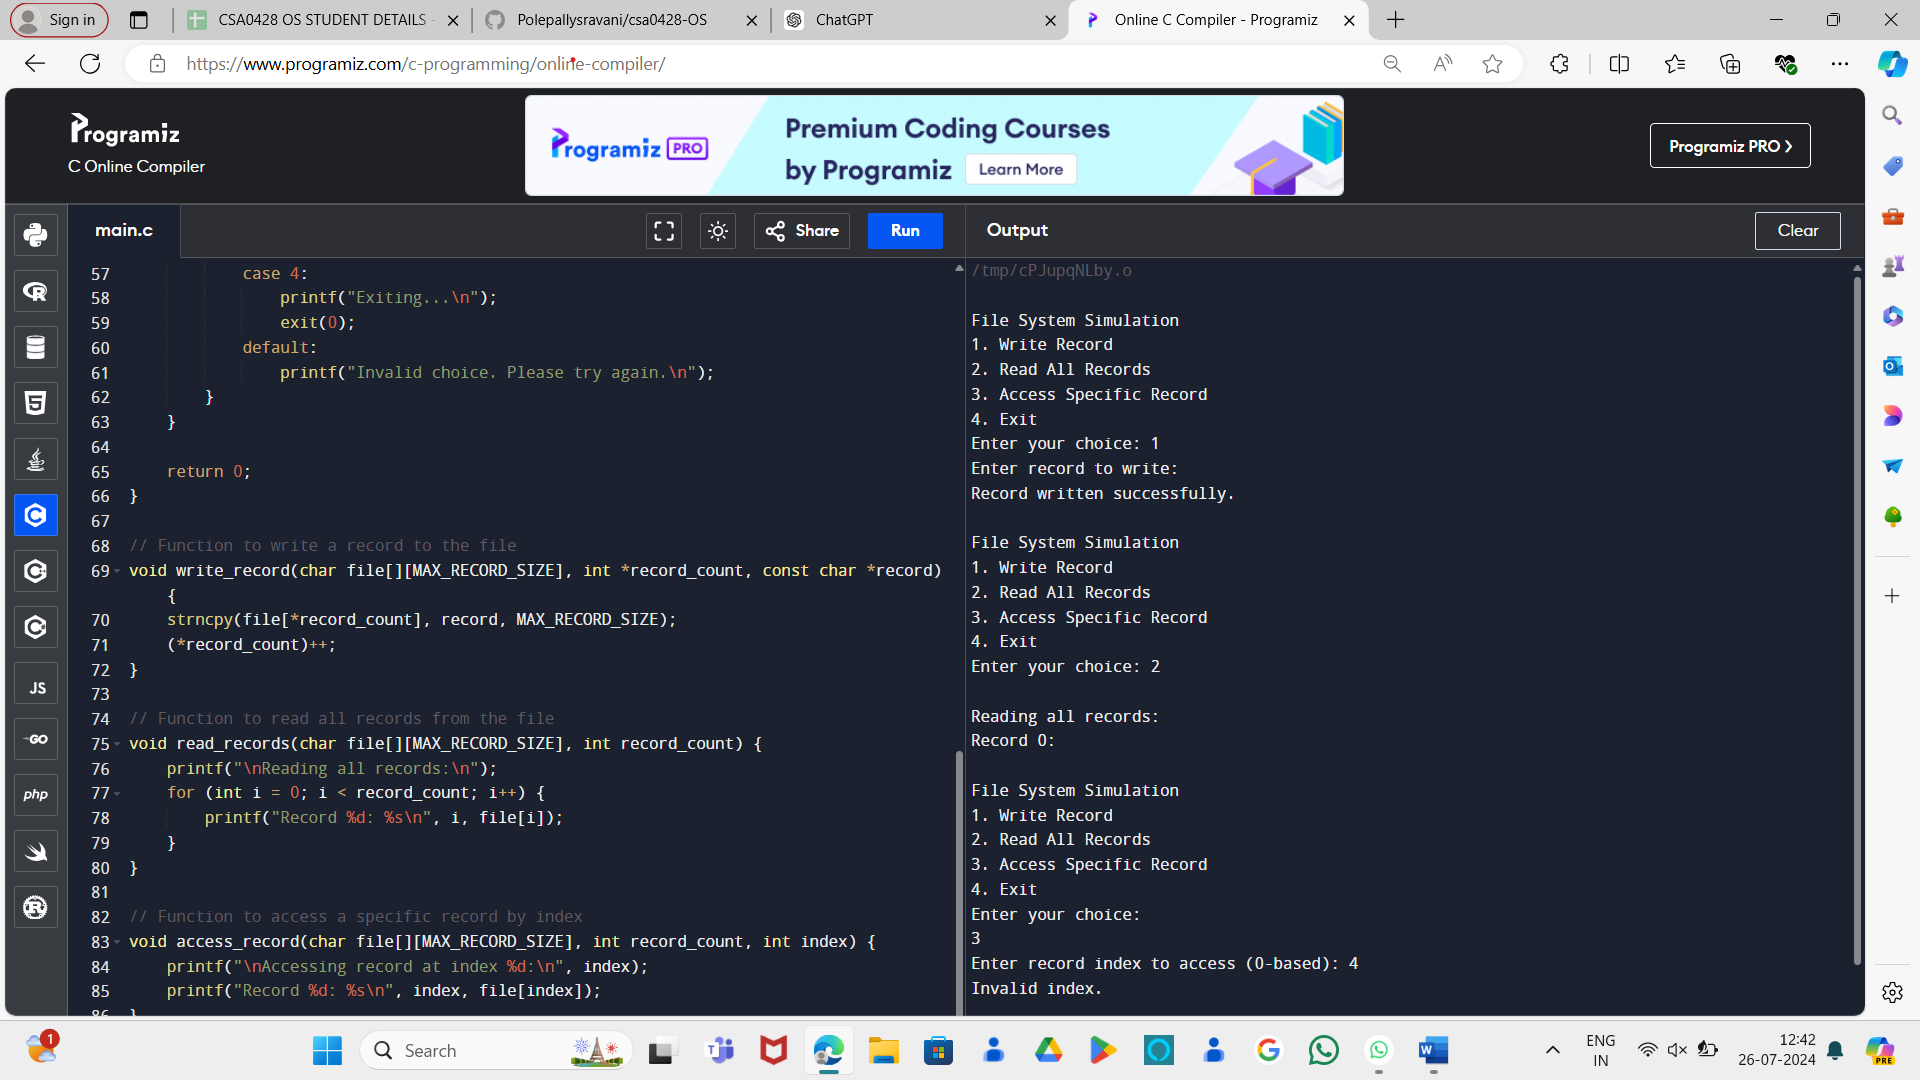 Sign in
CSA0428 OS STUDENT DETAILS -
Polepallysravani/csa0428-OS
ChatGPT
Online C Compiler - Programiz
https://www.programiz.com/c-programming/online-compiler/
Programiz
C Online Compiler
Programiz PRO
Premium Coding Courses
by Programiz
Learn More
Programiz PRO
main.c
Share
Run
Output
Clear
57 case 4:
58 printf("Exiting...\n");
59 exit(0);
60 default:
61 printf("Invalid choice. Please try again.\n");
62 }
63 }
64
65 return 0;
66 }
67
68 // Function to write a record to the file
69 void write_record(char file[][MAX_RECORD_SIZE], int *record_count, const char *record)
{
70 strncpy(file[*record_count], record, MAX_RECORD_SIZE);
71 (*record_count)++;
72 }
73
74 // Function to read all records from the file
75 void read_records(char file[][MAX_RECORD_SIZE], int record_count) {
76 printf("\nReading all records:\n");
77 for (int i = 0; i < record_count; i++) {
78 printf("Record %d: %s\n", i, file[i]);
79 }
80 }
81
82 // Function to access a specific record by index
83 void access_record(char file[][MAX_RECORD_SIZE], int record_count, int index) {
84 printf("\nAccessing record at index %d:\n", index);
85 printf("Record %d: %s\n", index, file[index]);
86 }
/tmp/cPJupqNLby.o
File System Simulation
1. Write Record
2. Read All Records
3. Access Specific Record
4. Exit
Enter your choice: 1
Enter record to write:
Record written successfully.
File System Simulation
1. Write Record
2. Read All Records
3. Access Specific Record
4. Exit
Enter your choice: 2
Reading all records:
Record 0:
File System Simulation
1. Write Record
2. Read All Records
3. Access Specific Record
4. Exit
Enter your choice:
3
Enter record index to access (0-based): 4
Invalid index.
JS
GO
php
1
Search
ENG
IN
12:42
26-07-2024
PRE